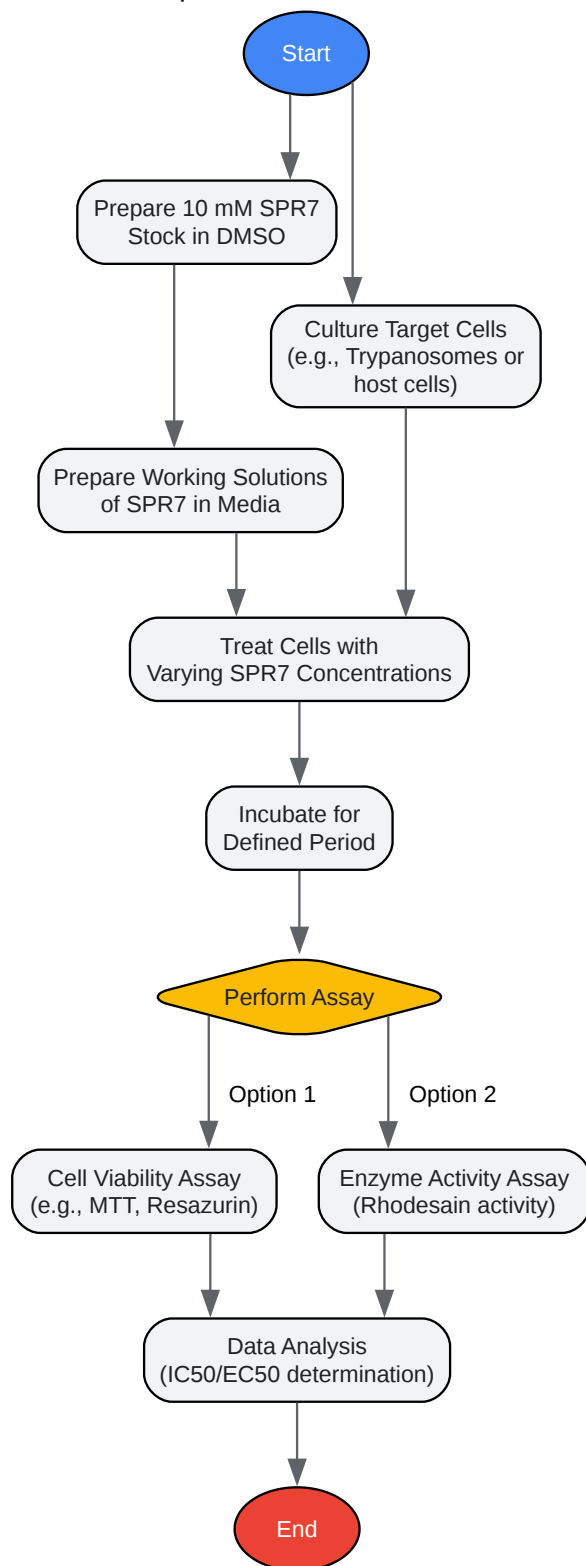 Start
Prepare 10 mM SPR7
Stock in DMSO
Culture Target Cells
(e.g., Trypanosomes or
host cells)
Prepare Working Solutions
of SPR7 in Media
Treat Cells with
Varying SPR7 Concentrations
Incubate for
Defined Period
Perform Assay
Option 1
Option 2
Cell Viability Assay
(e.g., MTT, Resazurin)
Enzyme Activity Assay
(Rhodesain activity)
Data Analysis
(IC50/EC50 determination)
End